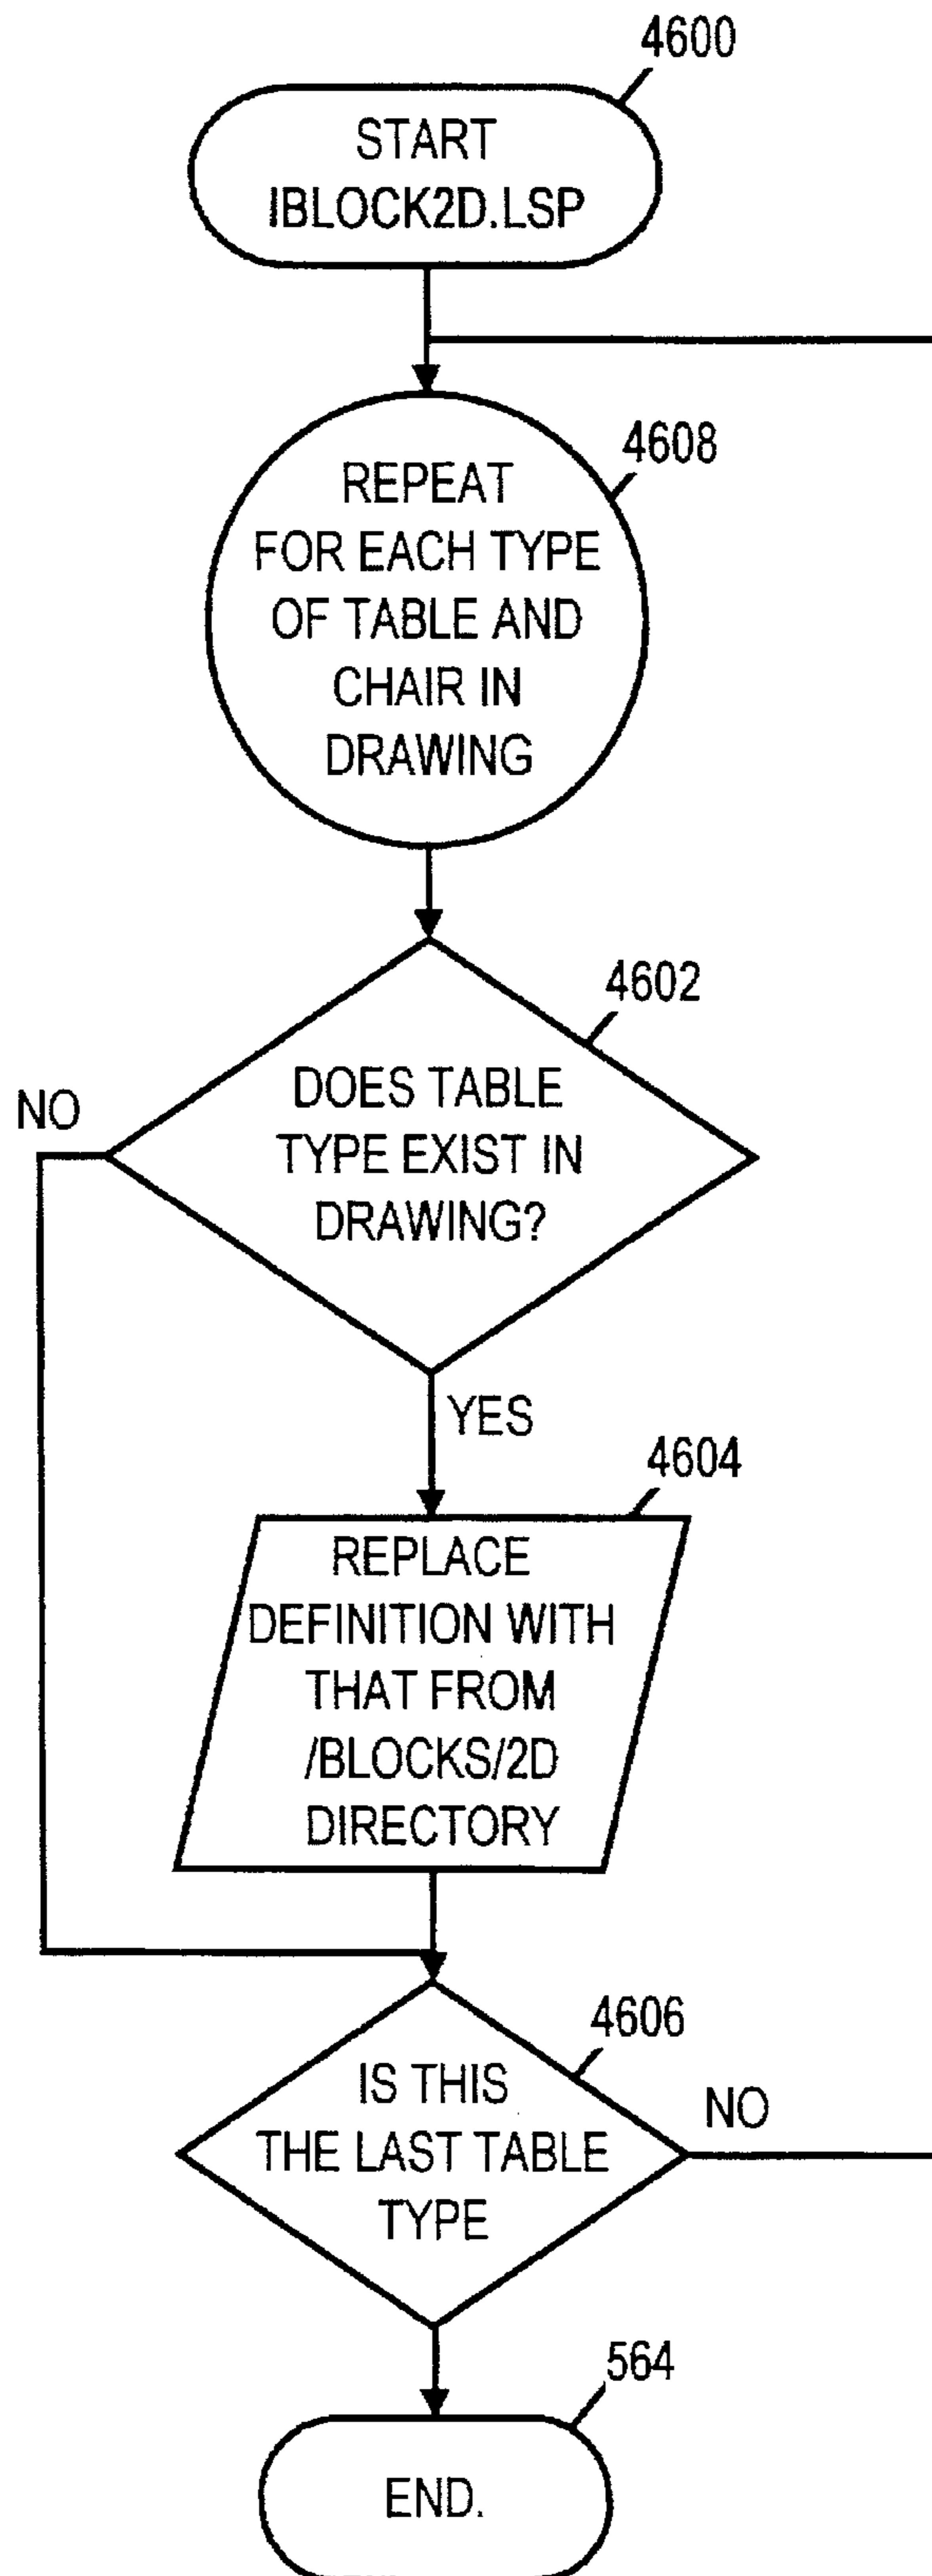 4600
START
IBLOCK2D.LSP
4608
REPEAT
FOR EACH TYPE
OF TABLE AND
CHAIR IN
DRAWING
4602
NO
DOES TABLE
TYPE EXIST IN
DRAWING?
YES
4604
REPLACE
DEFINITION WITH
THAT FROM
/BLOCKS/2D
DIRECTORY
4606
IS THIS
THE LAST TABLE
TYPE
NO
564
END.